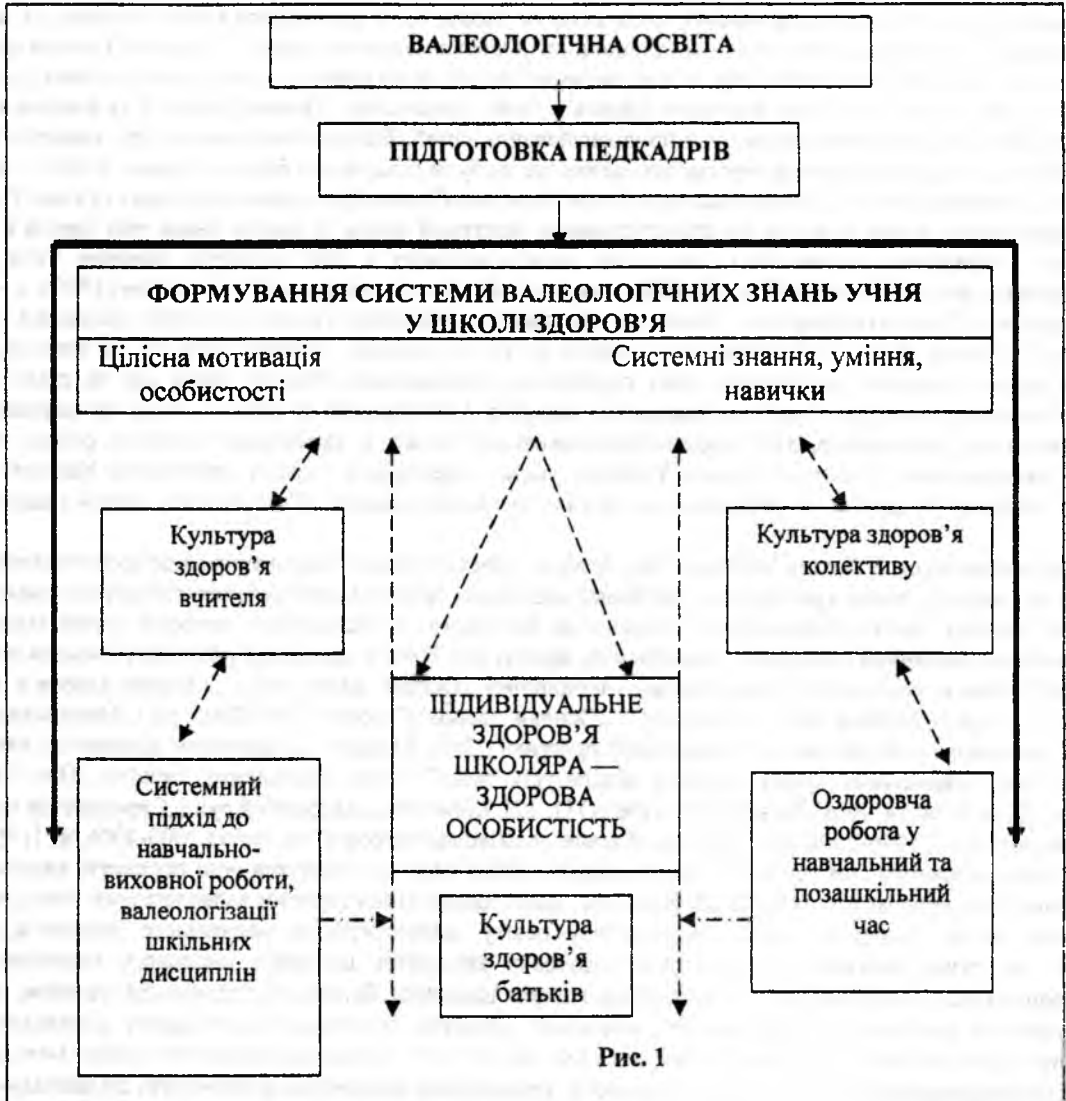 ВАЛЕОЛОГІЧНА ОСВІТА
ПІДГОТОВКА ПЕДКАДРІВ
ФОРМУВАННЯ СИСТЕМИ ВАЛЕОЛОГІЧНИХ ЗНАНЬ УЧНЯ
У ШКОЛІ ЗДОРОВ’Я
Цілісна мотивація
особистості
Системні знання, уміння,
навички
Культура
здоров’я
вчителя
Культура здоров’я
колективу
ІНДИВІДУАЛЬНЕ
ЗДОРОВ’Я
ШКОЛЯРА —
ЗДОРОВА
ОСОБИСТІСТЬ
Системний
підхід до
навчально-
виховної роботи,
валеологізації
шкільних
дисциплін
Оздоровча
робота у
навчальний та
позашкільний
час
Культура
здоров’я
батьків
Рис. 1